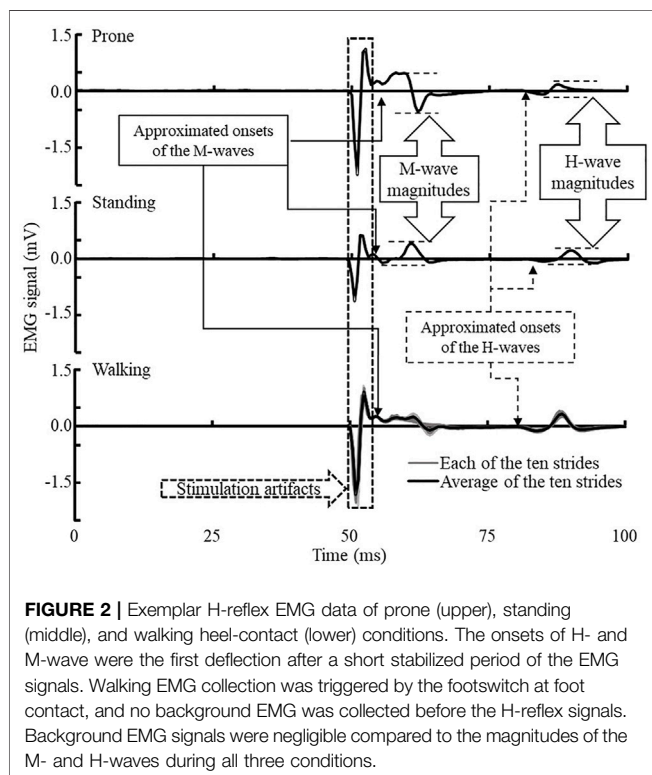 1.5
Prone
0.0
-1.5
Approximated onsets
of the M-waves
M-wave
magnitudes
H-wave
magnitudes
EMG signal (mV)
1.5
Standing
0.0
-1.5
Approximated onsets
of the H-waves
1.5
Walking
0.0
-1.5
Stimulation artifacts
Each of the ten strides
Average of the ten strides
0
25
50
75
100
Time (ms)
FIGURE 2 | Exemplar H-reflex EMG data of prone (upper), standing
(middle), and walking heel-contact (lower) conditions. The onsets of H- and
M-wave were the first deflection after a short stabilized period of the EMG
signals. Walking EMG collection was triggered by the footswitch at foot
contact, and no background EMG was collected before the H-reflex signals.
Background EMG signals were negligible compared to the magnitudes of the
M- and H-waves during all three conditions.